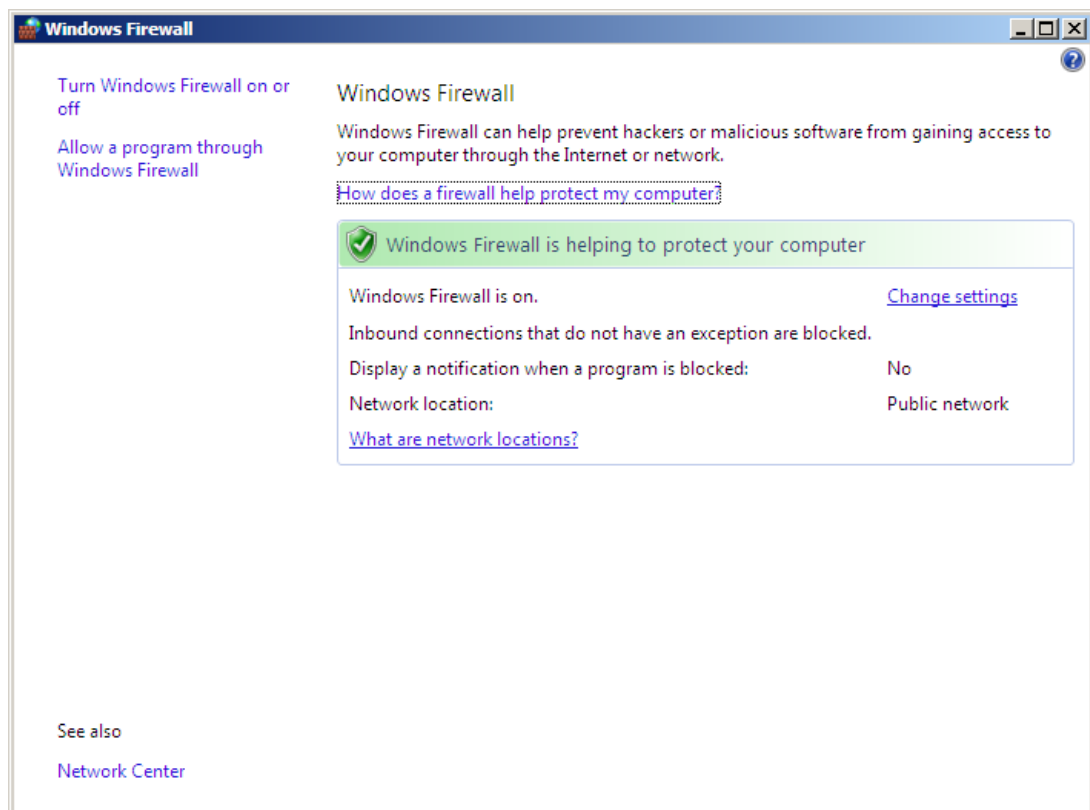 Windows Firewall
Turn Windows Firewall on or
off
Allow a program through
Windows Firewall
Windows Firewall
Windows Firewall can help prevent hackers or malicious software from gaining access to
your computer through the Internet or network.
How does a firewall help protect my computer?
Windows Firewall is helping to protect your computer
Windows Firewall is on. Change settings
Inbound connections that do not have an exception are blocked.
Display a notification when a program is blocked: No
Network location: Public network
What are network locations?
See also
Network Center